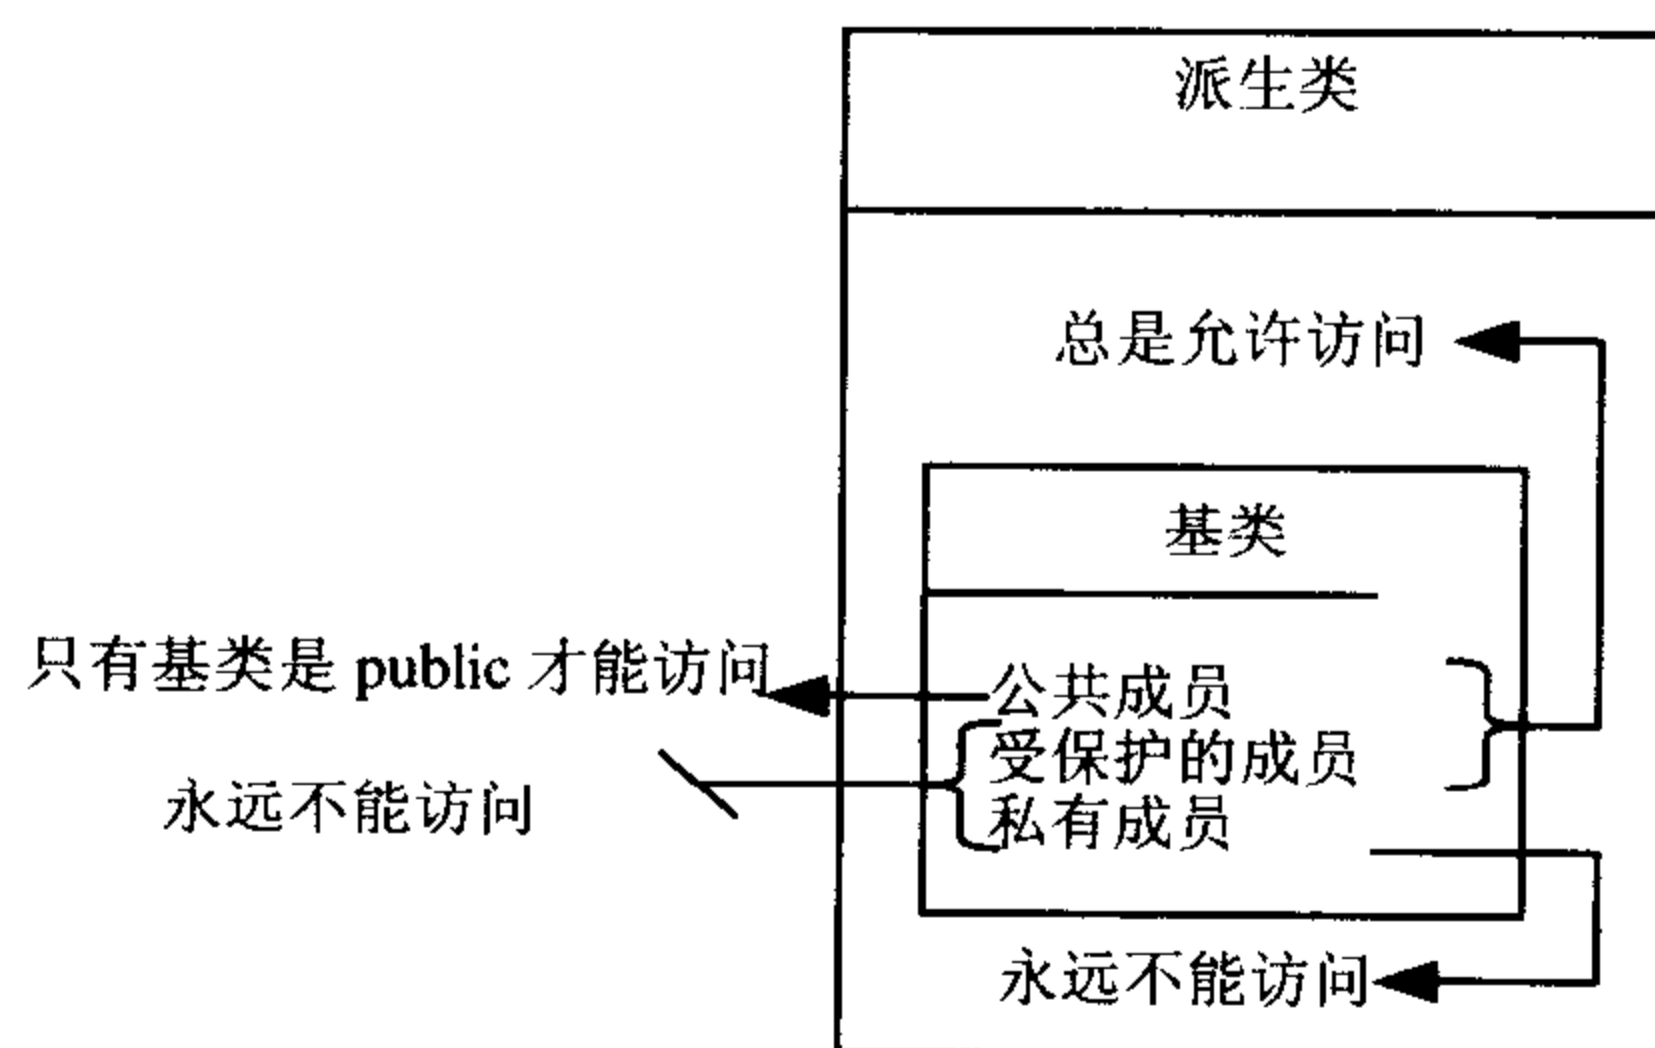 派生类
总是允许访问
基类
只有基类是 public 才能访问
公共成员
受保护的成员
永远不能访问
私有成员
永远不能访问